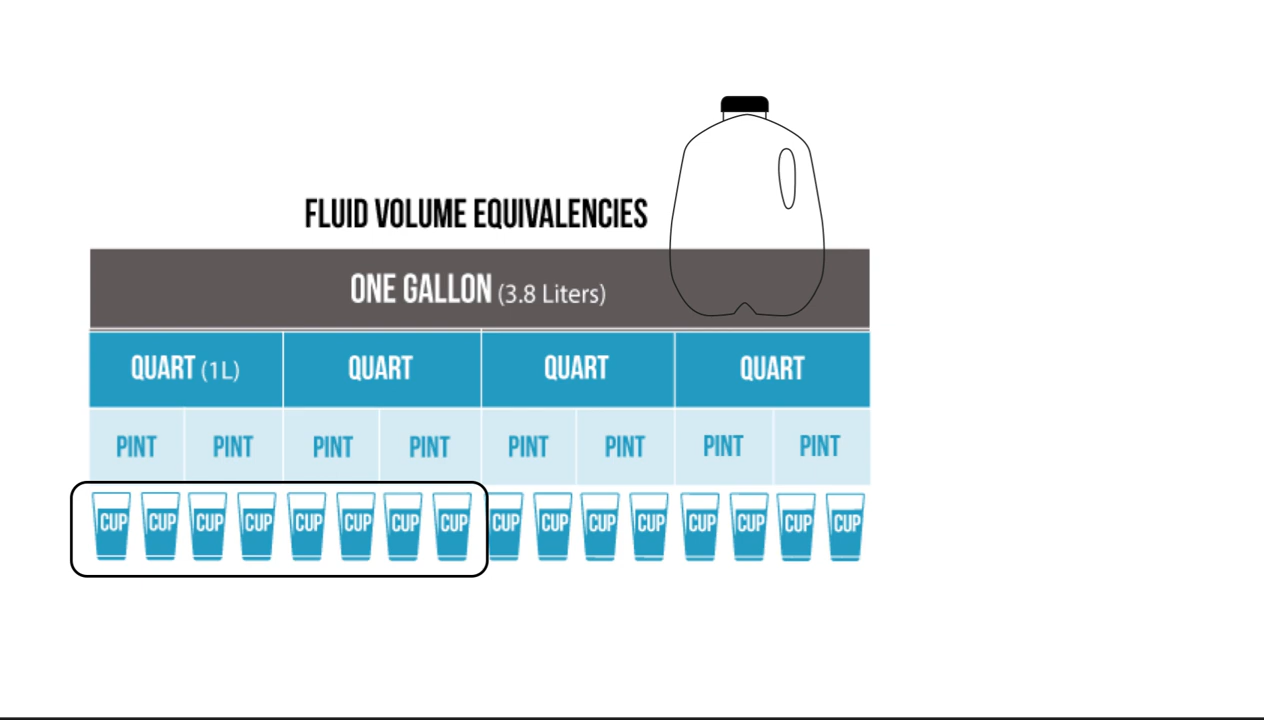 FLUID VOLUME EQUIVALENCIES
ONE GALLON (3.8 Liters)
QUART (1L) QUART QUART QUART
PINT PINT PINT PINT PINT PINT PINT PINT
CUP CUP CUP CUP CUP CUP CUP CUP CUP CUP CUP CUP CUP CUP CUP CUP